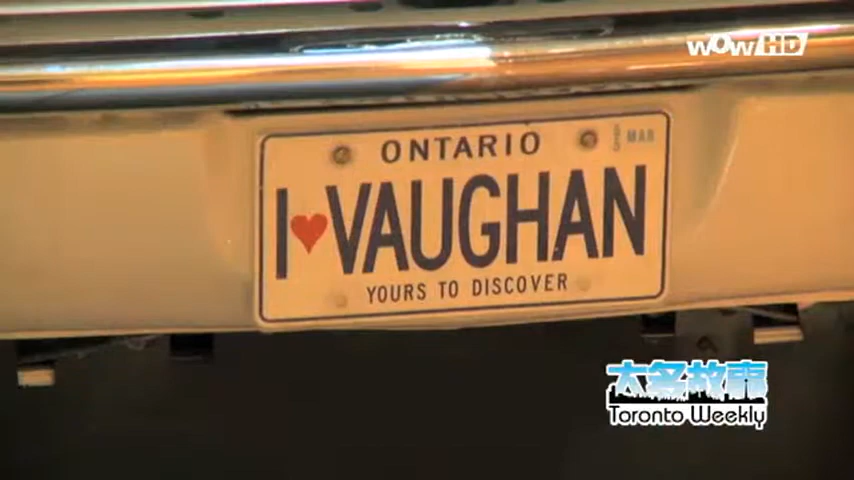 WOW HD
ONTARIO
MAR
I♥VAUGHAN
YOURS TO DISCOVER
太多故事
Toronto Weekly